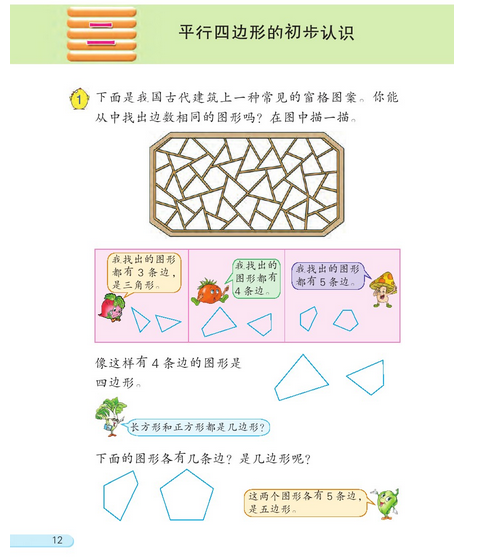 二
平行四边形的初步认识
1 下面是我国古代建筑上一种常见的窗格图案。你能
从中找出边数相同的图形吗？在图中描一描。
我找出的图形
都有 3 条边，
是三角形。
我找出的
图形都有
4 条边。
我找出的图形
都有 5 条边。
像这样有 4 条边的图形是
四边形。
长方形和正方形都是几边形？
下面的图形各有几条边？是几边形呢？
这两个图形各有 5 条边，
是五边形。
12